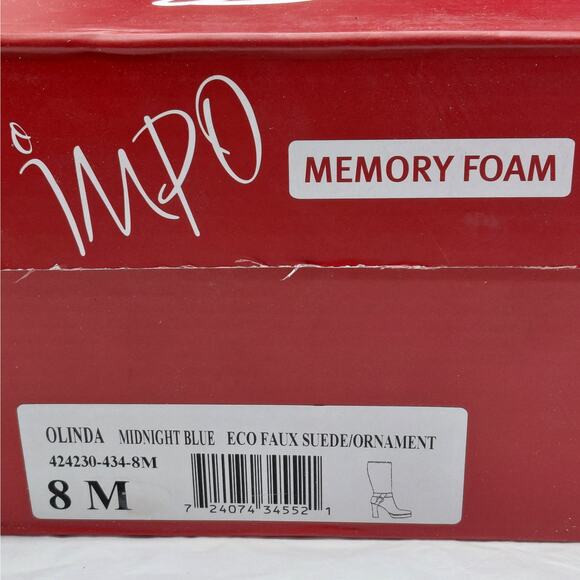 impo
MEMORY FOAM
OLINDA MIDNIGHT BLUE ECO FAUX SUEDE/ORNAMENT
424230-434-8M
8 M
7 24074 34552 1